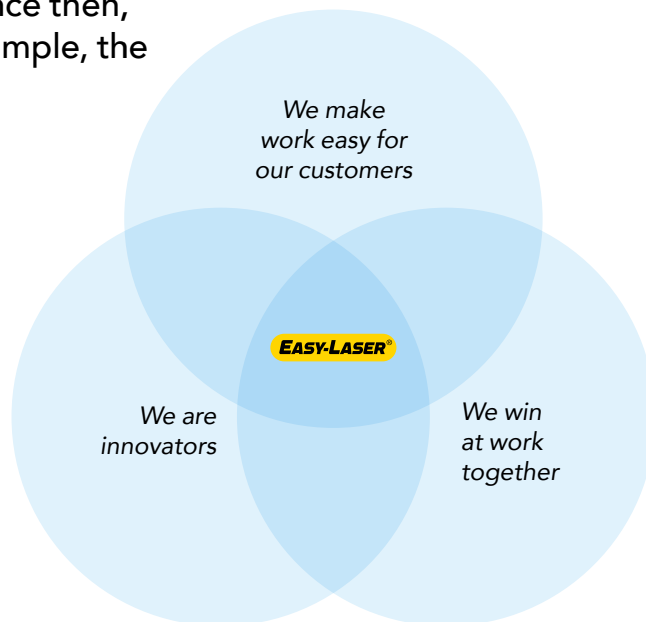 nce then,
mple, the
We make
work easy for
our customers
EASY-LASER®
We are
innovators
We win
at work
together